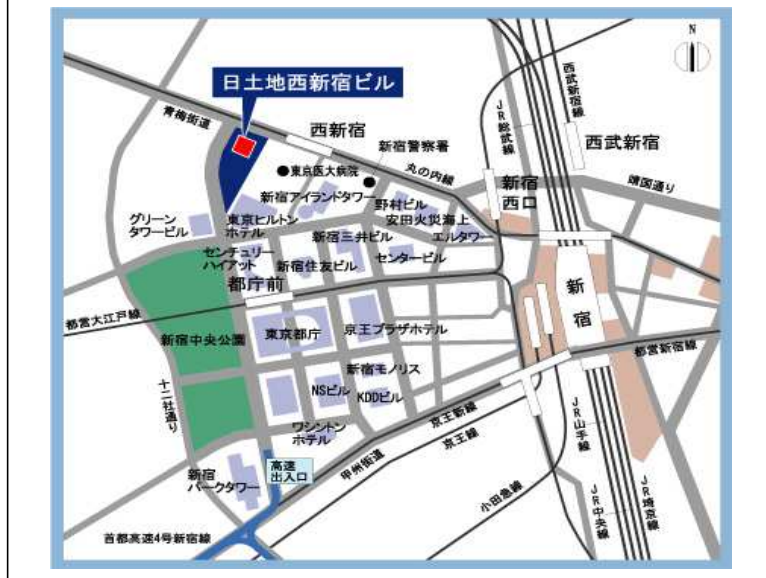 N
日土地西新宿ビル
青梅街道
西新宿
新宿警察署
JR総武線
西武新宿線
西武新宿
●東京医大病院
丸の内線
新宿
西口
靖国通り
新宿アイランドタワー
野村ビル
グリーン
タワービル
東京ヒルトン
ホテル
安田火災海上
エルタワー
新宿三井ビル
センチュリー
ハイアット
新宿住友ビル
センタービル
都庁前
新宿
都営大江戸線
新宿中央公園
東京都庁
京王プラザホテル
都営新宿線
新宿モノリス
十二社通り
NSビル
KDDビル
京王新線
京王線
JR山手線
ワシントン
ホテル
高速
出入口
甲州街道
新宿
パークタワー
小田急線
JR中央線
JR埼京線
首都高速4号新宿線